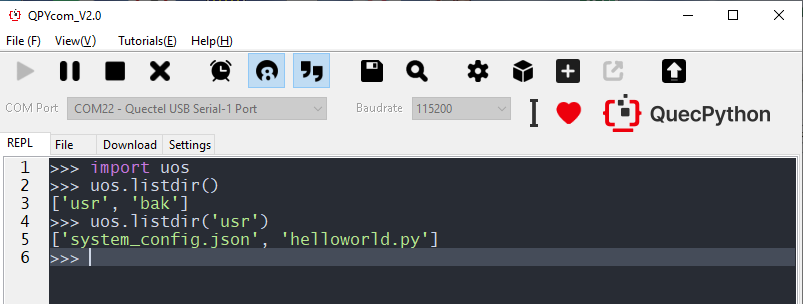 QPYcom_V2.0
File (F) View(V) Tutorials(E) Help(H)
COM Port COM22 - Quectel USB Serial-1 Port Baudrate 115200 QuecPython
REPL File Download Settings
1 >>> import uos
2 >>> uos.listdir()
3 ['usr', 'bak']
4 >>> uos.listdir('usr')
5 ['system_config.json', 'helloworld.py']
6 >>>